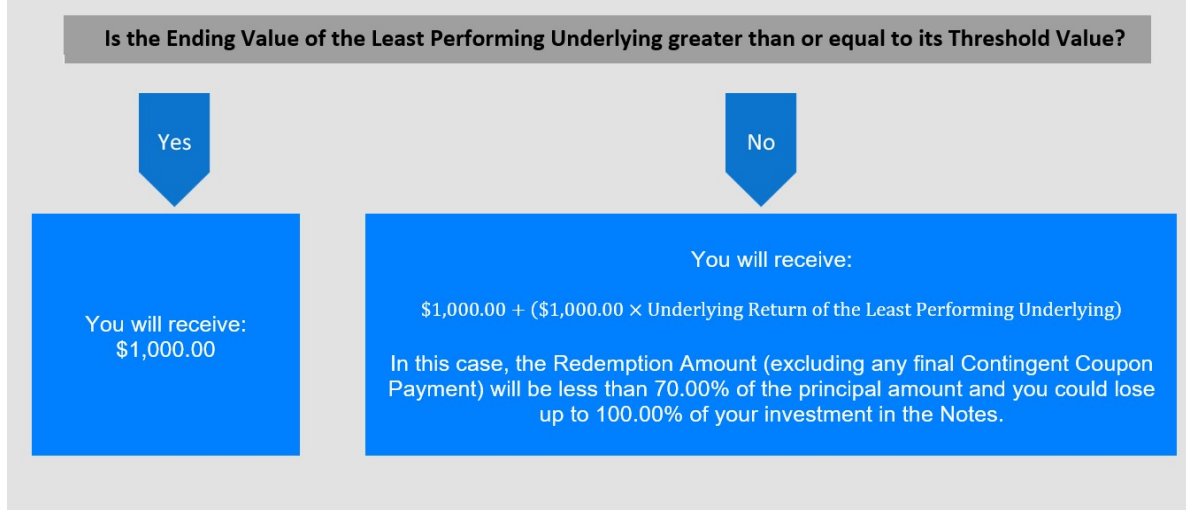 Is the Ending Value of the Least Performing Underlying greater than or equal to its Threshold Value?
Yes
No
You will receive:
$1,000.00
You will receive:
$1,000.00 + ($1,000.00 × Underlying Return of the Least Performing Underlying)
In this case, the Redemption Amount (excluding any final Contingent Coupon
Payment) will be less than 70.00% of the principal amount and you could lose
up to 100.00% of your investment in the Notes.